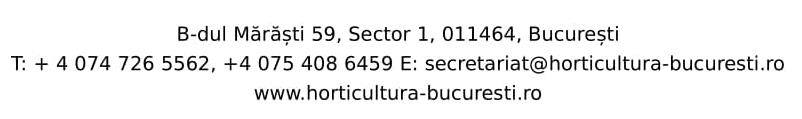 B-dul Mărăști 59, Sector 1, 011464, București
T: + 4 074 726 5562, +4 075 408 6459 E: secretariat@horticultura-bucuresti.ro
www.horticultura-bucuresti.ro